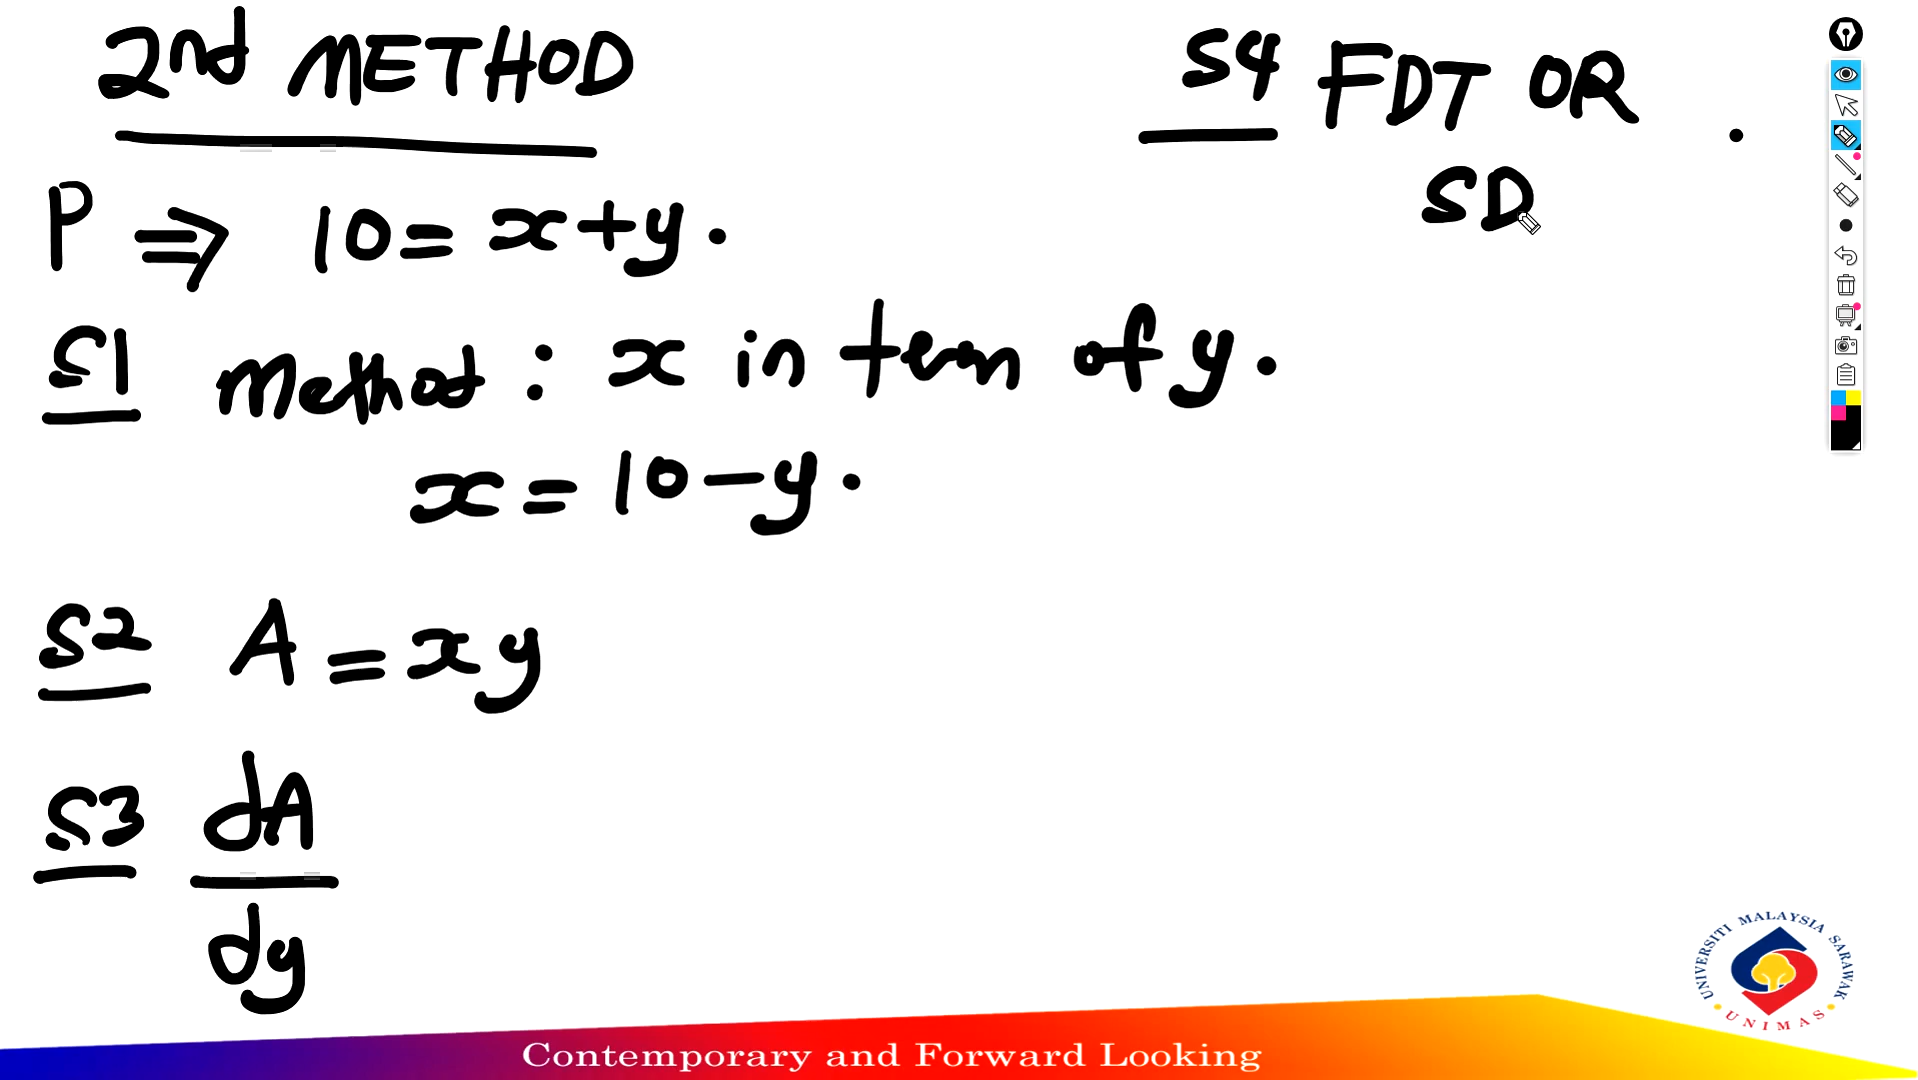 2nd METHOD
P ⇒ 10 = x + y .
S1 Method : x in term of y .
x = 10 - y .
S2 A = xy
S3 dA
dy
S4 FDT OR .
SD
UNIVERSITI MALAYSIA SARAWAK
UNIMAS
Contemporary and Forward Looking